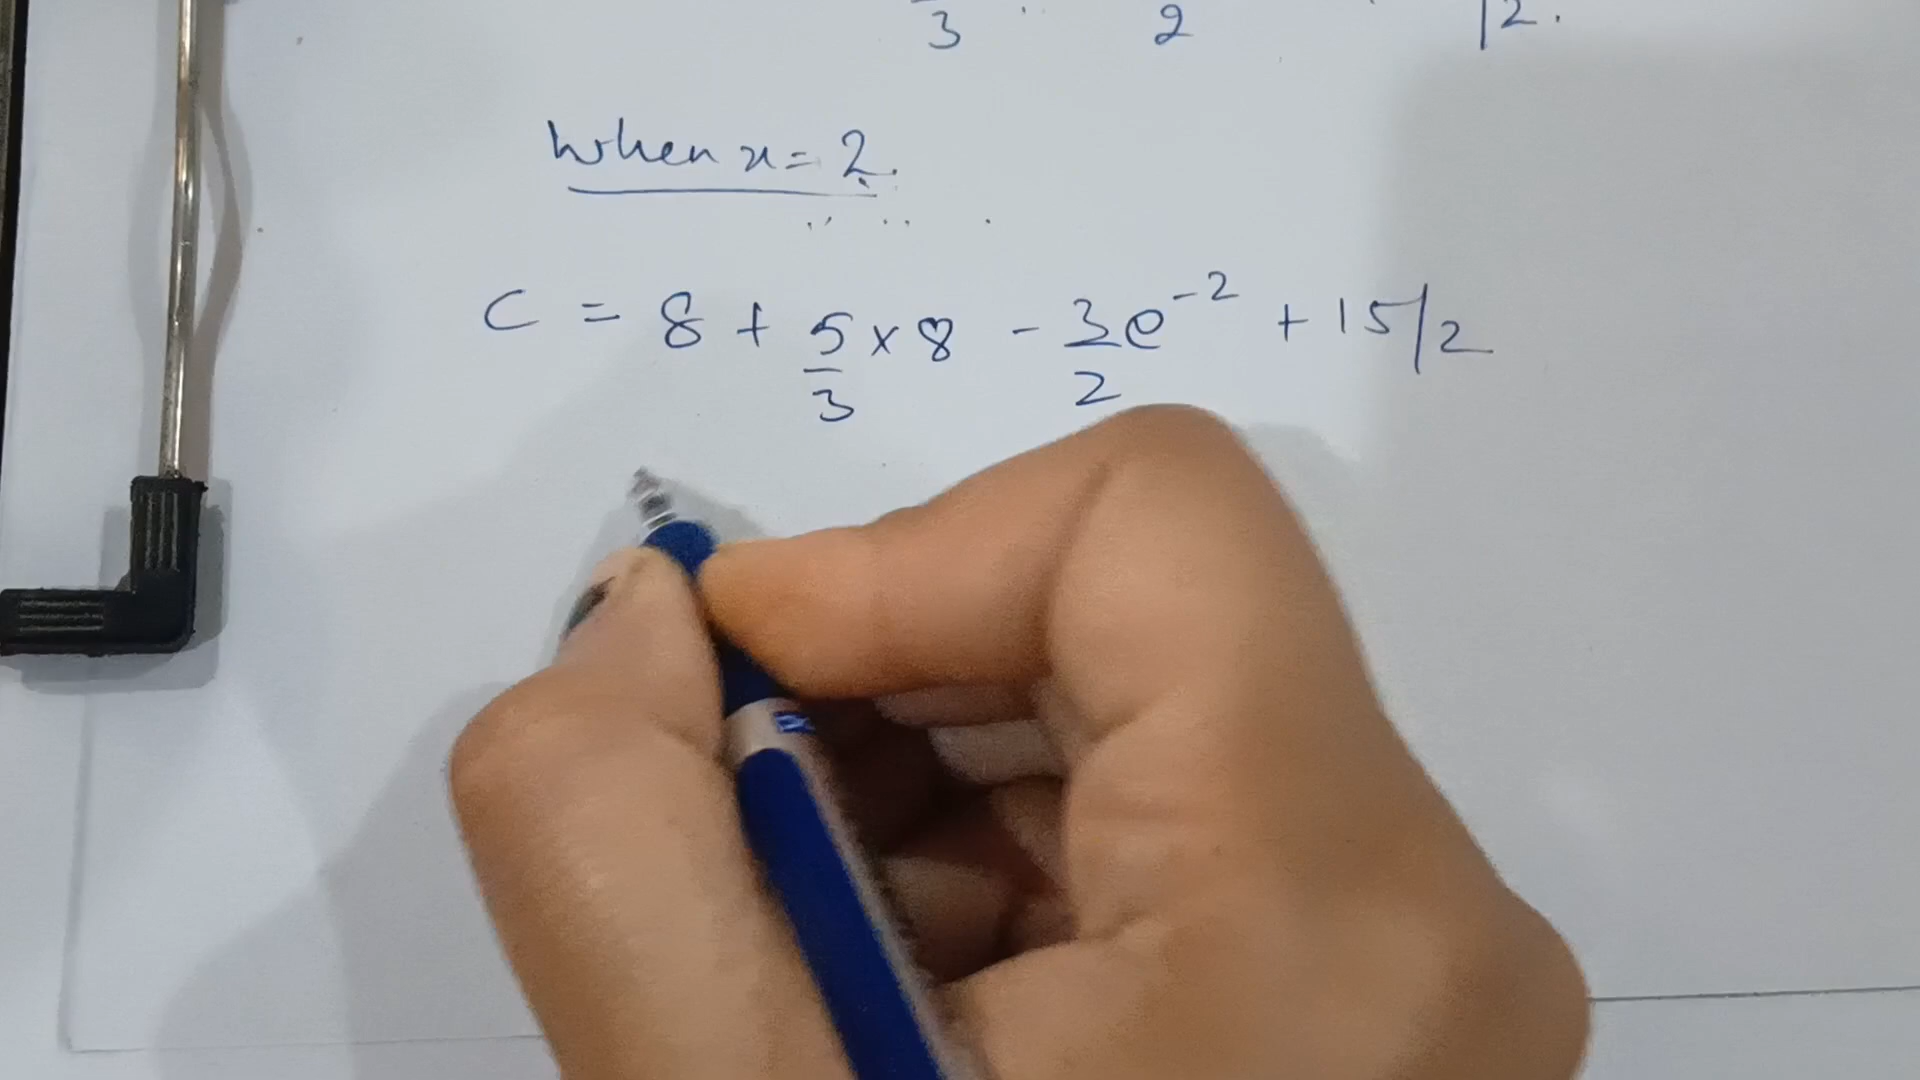 3 2 /2.
When x = 2.
C = 8 + 5/3 × 8 - 3/2 e^-2 + 15/2